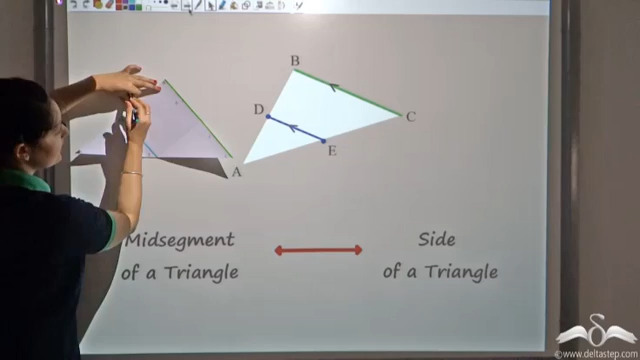 B
D
C
E
A
Midsegment
of a Triangle
Side
of a Triangle
©www.deltastep.com